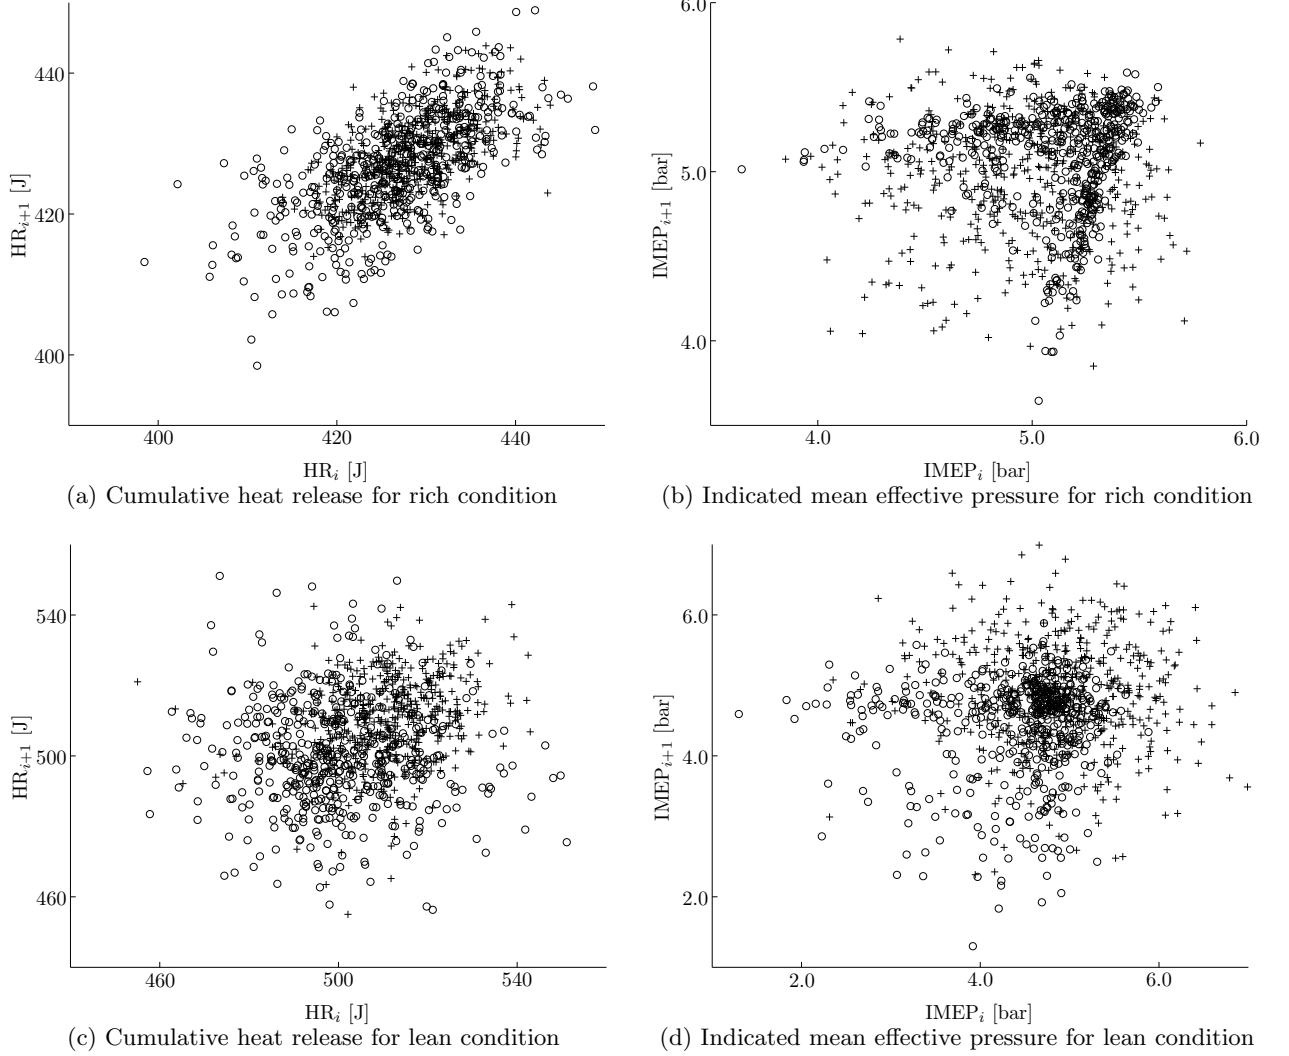 440
420
400
HR_{i+1} [J]
400 420 440
HR_i [J]
(a) Cumulative heat release for rich condition
6.0
5.0
4.0
IMEP_{i+1} [bar]
4.0 5.0 6.0
IMEP_i [bar]
(b) Indicated mean effective pressure for rich condition
540
500
460
HR_{i+1} [J]
460 500 540
HR_i [J]
(c) Cumulative heat release for lean condition
6.0
4.0
2.0
IMEP_{i+1} [bar]
2.0 4.0 6.0
IMEP_i [bar]
(d) Indicated mean effective pressure for lean condition